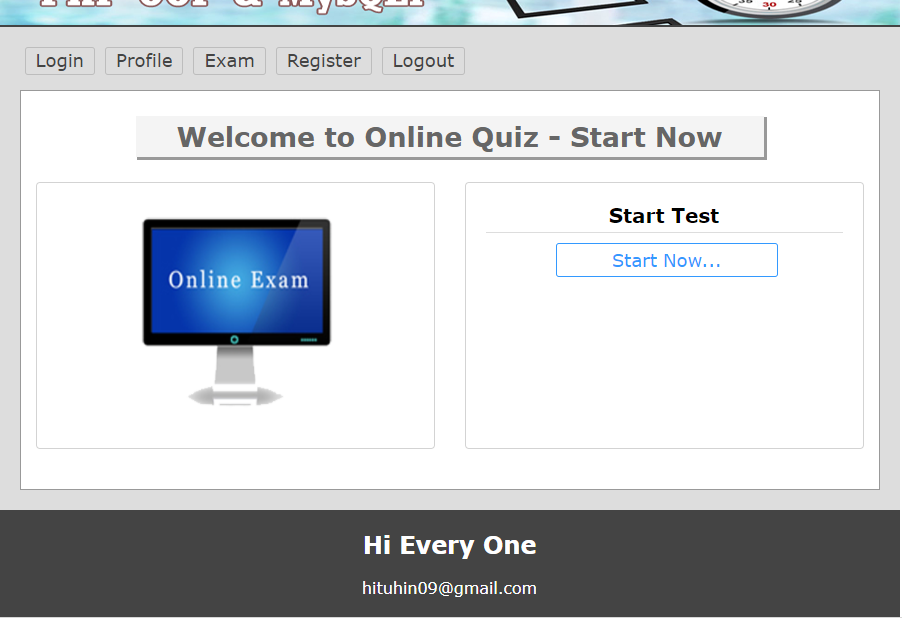 Login Profile Exam Register Logout
Welcome to Online Quiz - Start Now
Online Exam
Start Test
Start Now...
Hi Every One
hituhin09@gmail.com